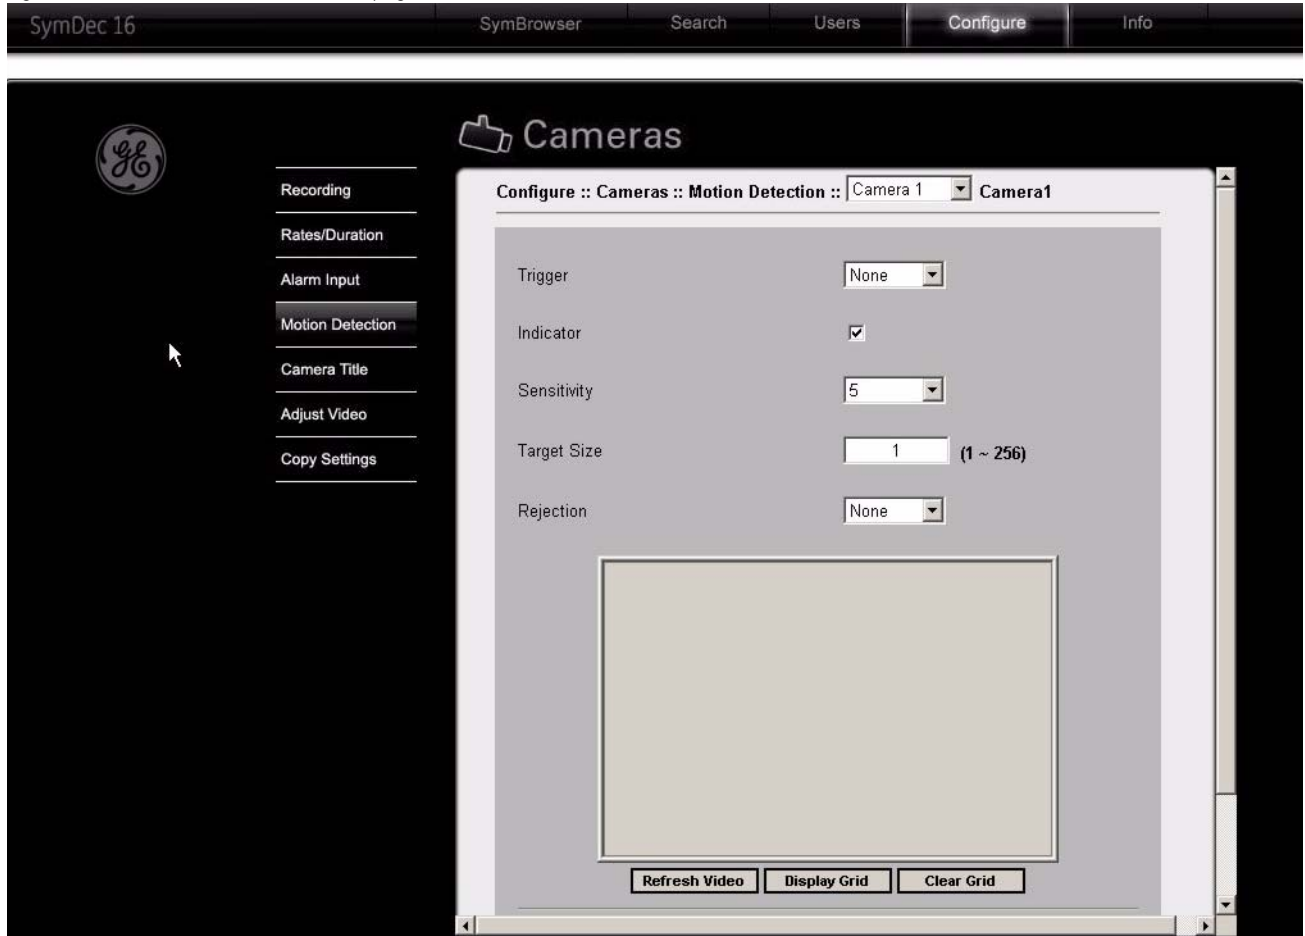 SymDec 16 SymBrowser Search Users Configure Info
GE
Cameras
Recording
Rates/Duration
Alarm Input
Motion Detection
Camera Title
Adjust Video
Copy Settings
Configure :: Cameras :: Motion Detection :: Camera 1 Camera1
Trigger None
Indicator
Sensitivity 5
Target Size 1 (1 ~ 256)
Rejection None
Refresh Video Display Grid Clear Grid